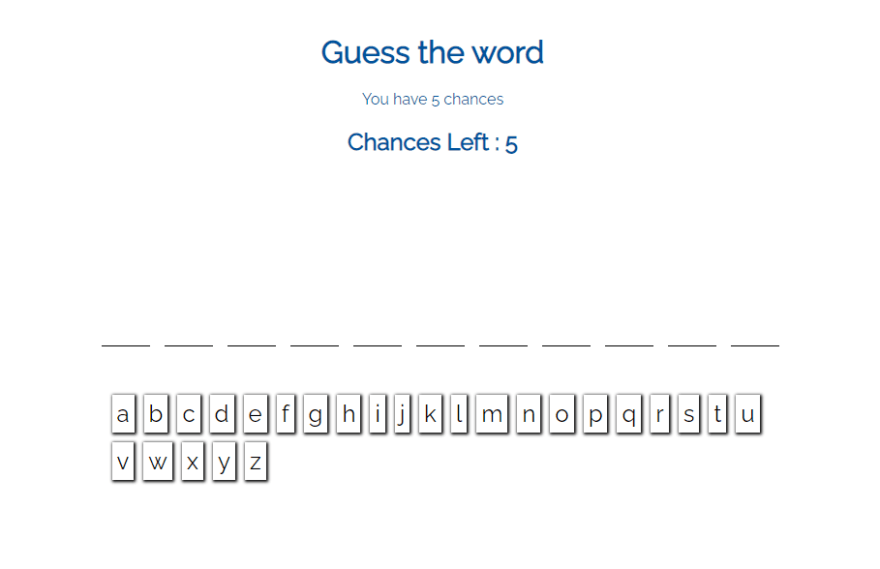 Guess the word
You have 5 chances
Chances Left : 5
a b c d e f g h i j k l m n o p q r s t u
v w x y z